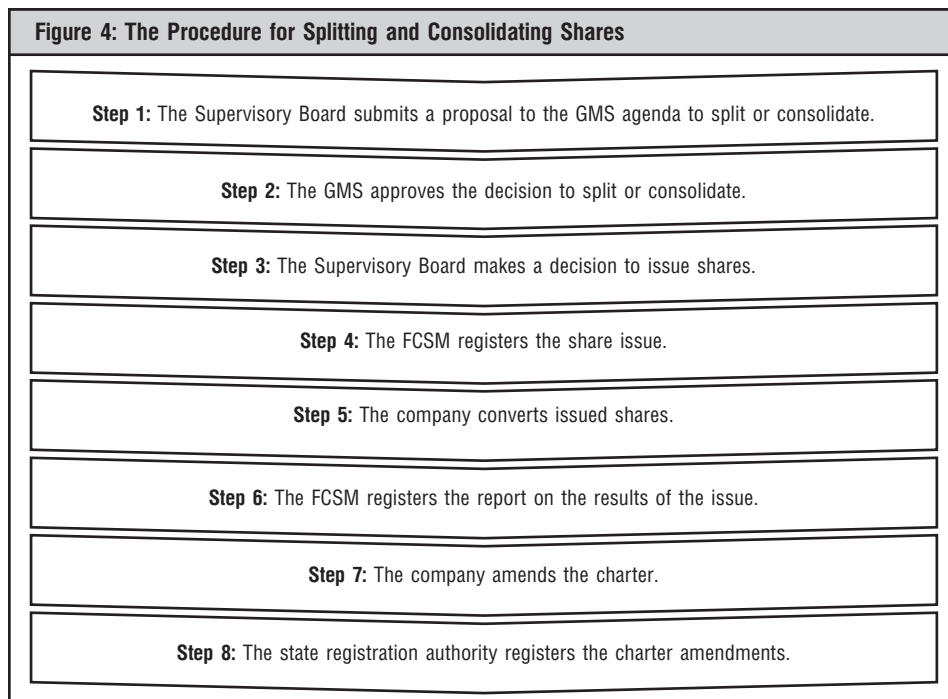 Figure 4: The Procedure for Splitting and Consolidating Shares
Step 1: The Supervisory Board submits a proposal to the GMS agenda to split or consolidate.
Step 2: The GMS approves the decision to split or consolidate.
Step 3: The Supervisory Board makes a decision to issue shares.
Step 4: The FCSM registers the share issue.
Step 5: The company converts issued shares.
Step 6: The FCSM registers the report on the results of the issue.
Step 7: The company amends the charter.
Step 8: The state registration authority registers the charter amendments.